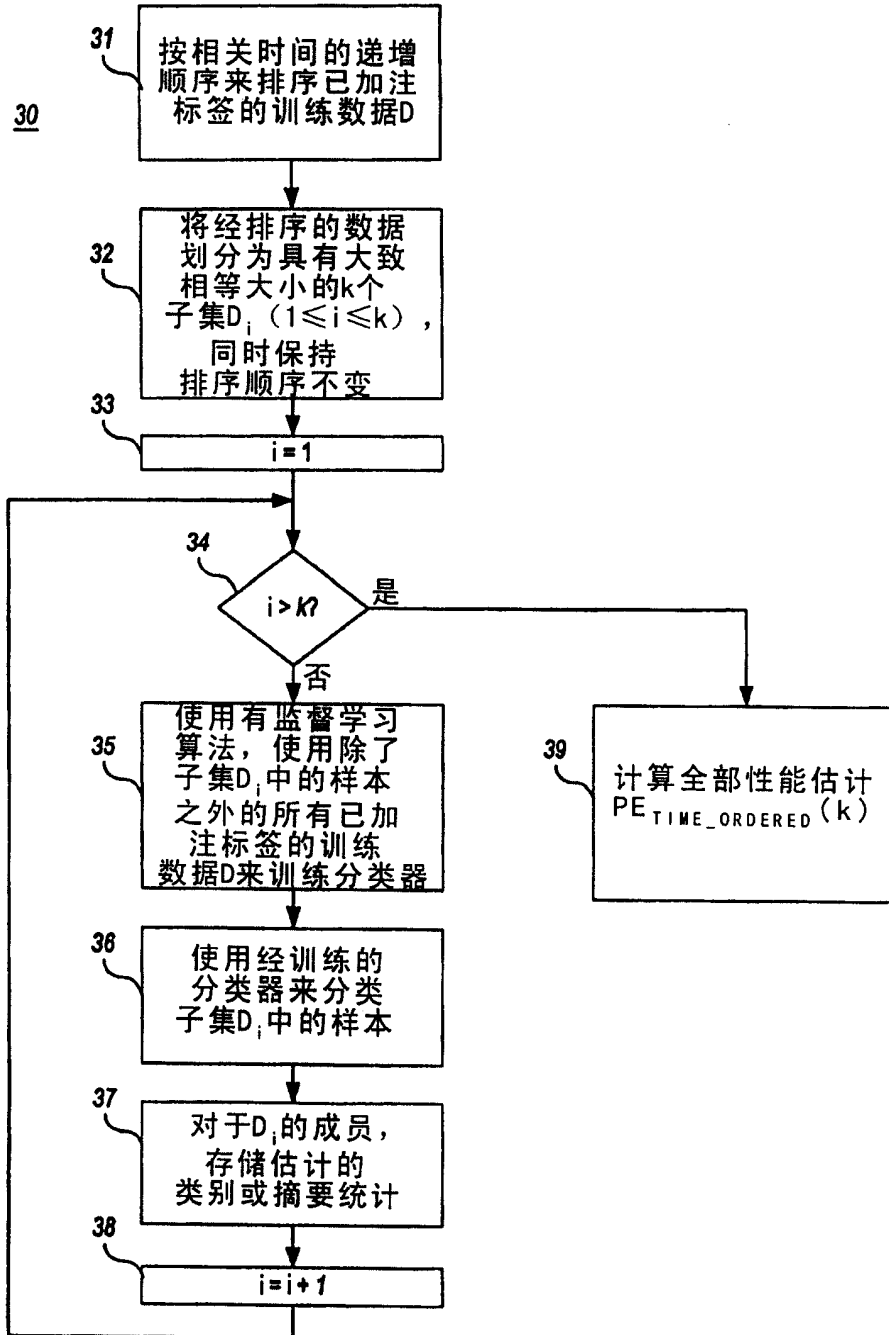 30
31
按相关时间的递增
顺序来排序已加注
标签的训练数据D
32
将经排序的数据
划分为具有大致
相等大小的k个
子集Di（1≤i≤k），
同时保持
排序顺序不变
33
i=1
34
i>K?
是
否
35
使用有监督学习
算法，使用除了
子集Di中的样本
之外的所有已加
注标签的训练
数据D来训练分类器
39
计算全部性能估计
PE TIME_ORDERED (k)
36
使用经训练的
分类器来分类
子集Di中的样本
37
对于Di的成员，
存储估计的
类别或摘要统计
38
i=i+1